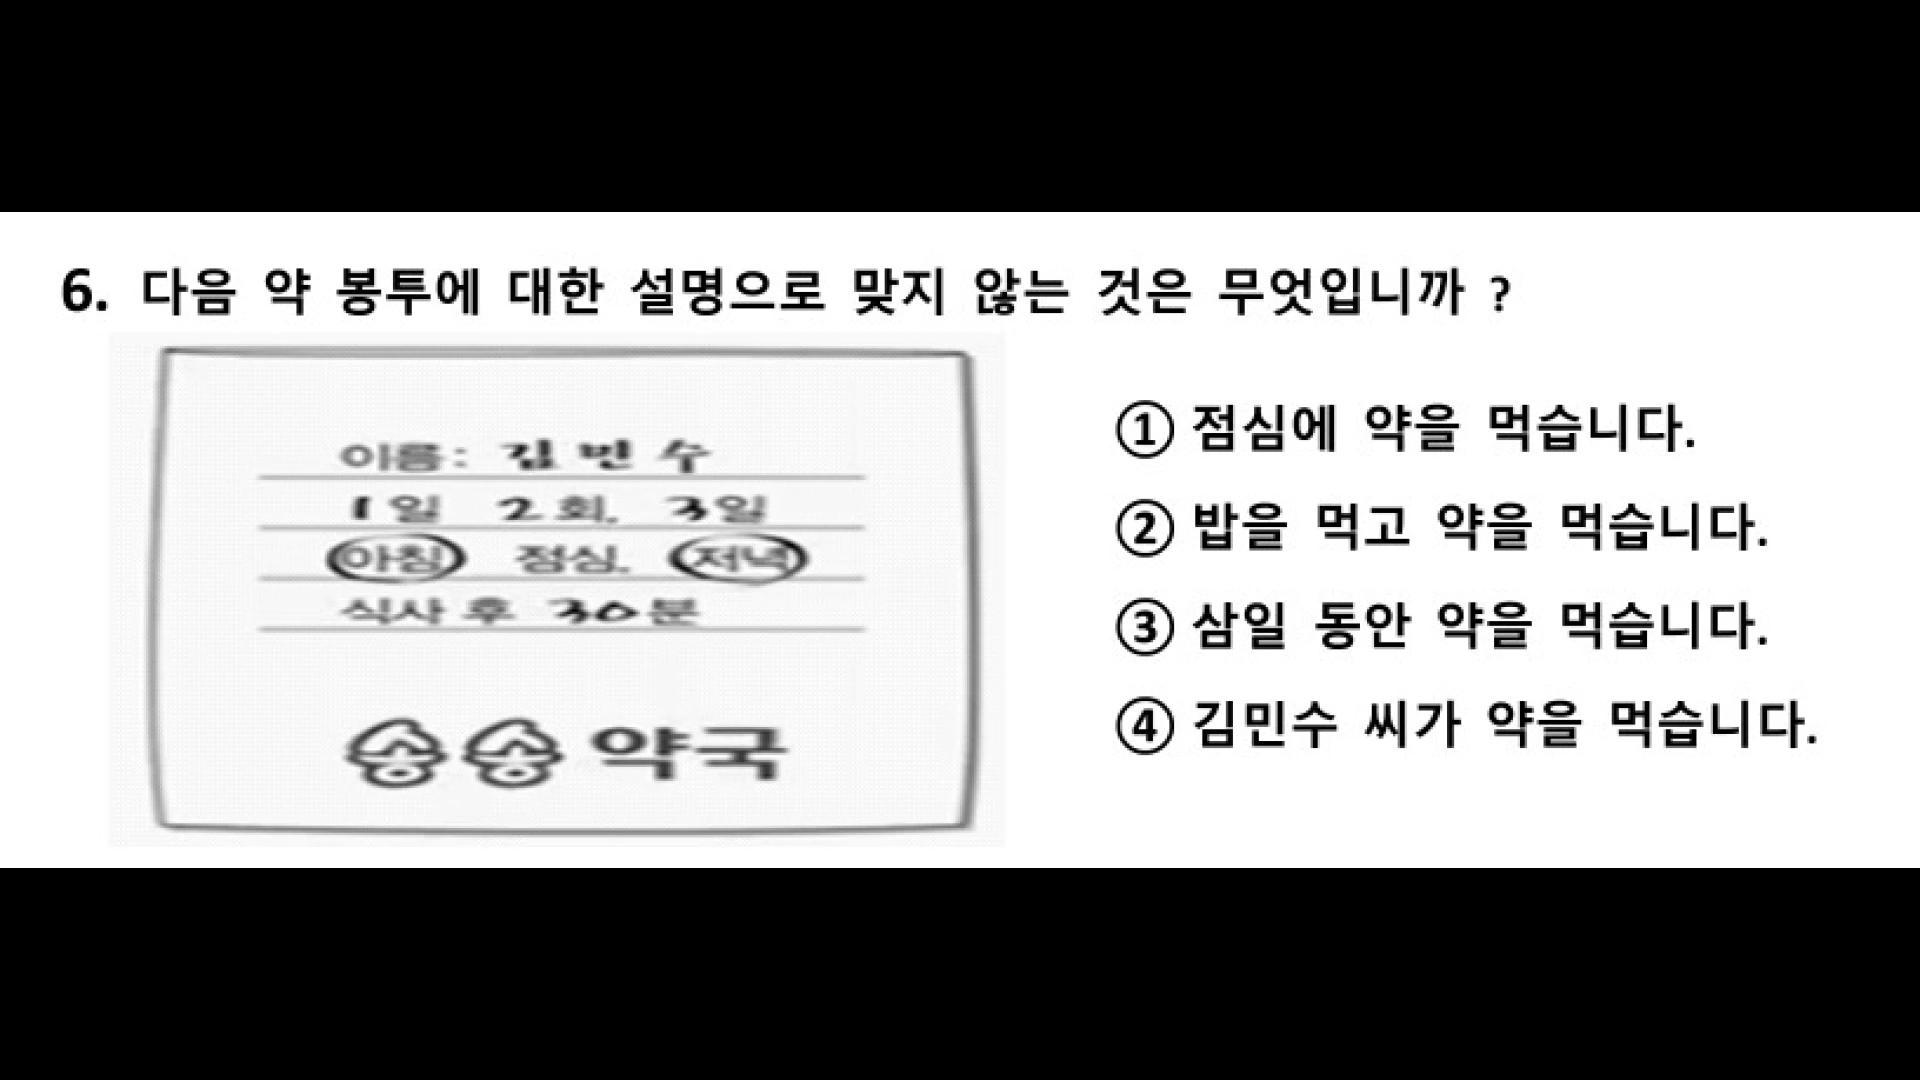 6. 다음 약 봉투에 대한 설명으로 맞지 않는 것은 무엇입니까 ?
이름: 김민수
1일 2회, 3일
아침 점심, 저녁
식사 후 30분
송송 약국
① 점심에 약을 먹습니다.
② 밥을 먹고 약을 먹습니다.
③ 삼일 동안 약을 먹습니다.
④ 김민수 씨가 약을 먹습니다.